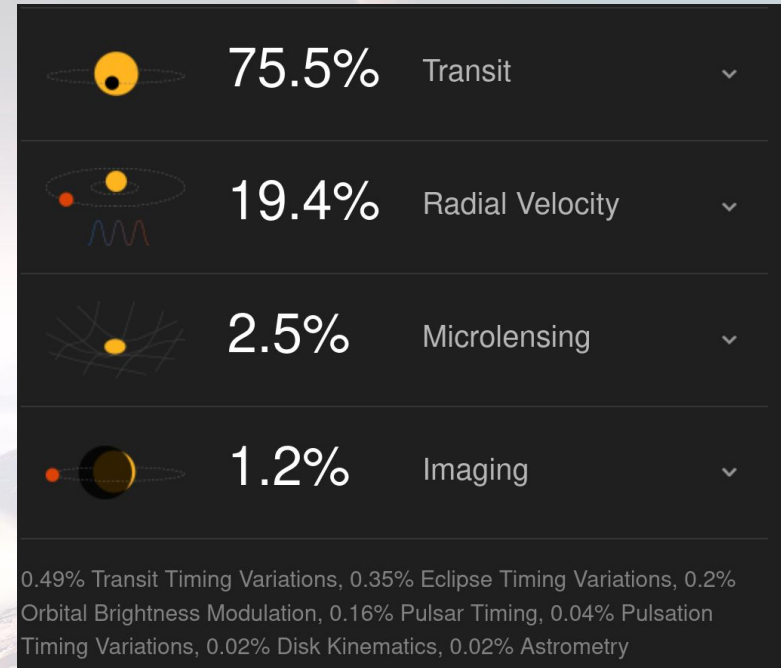 75.5% Transit
19.4% Radial Velocity
2.5% Microlensing
1.2% Imaging
0.49% Transit Timing Variations, 0.35% Eclipse Timing Variations, 0.2%
Orbital Brightness Modulation, 0.16% Pulsar Timing, 0.04% Pulsation
Timing Variations, 0.02% Disk Kinematics, 0.02% Astrometry